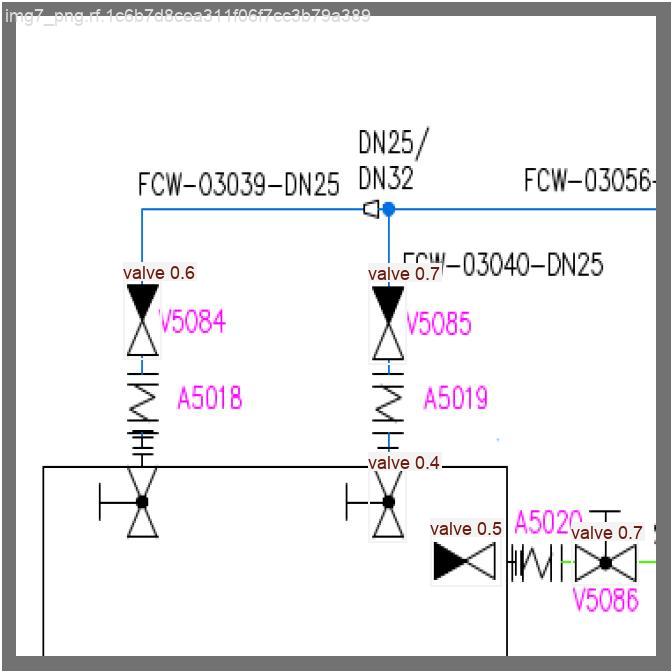 img7_png.rf.1c6b7d8cea311f06f7cc3b79a389
DN25/
DN32
FCW-03039-DN25
FCW-03056-
FCW-03040-DN25
valve 0.6
valve 0.7
V5084
V5085
A5018
A5019
valve 0.4
valve 0.5
A5020
valve 0.7
V5086